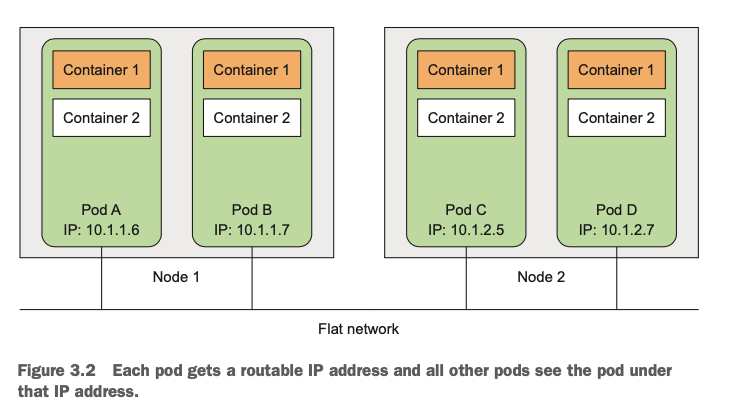 Container 1
Container 2
Pod A
IP: 10.1.1.6
Container 1
Container 2
Pod B
IP: 10.1.1.7
Node 1
Container 1
Container 2
Pod C
IP: 10.1.2.5
Container 1
Container 2
Pod D
IP: 10.1.2.7
Node 2
Flat network
Figure 3.2 Each pod gets a routable IP address and all other pods see the pod under
that IP address.